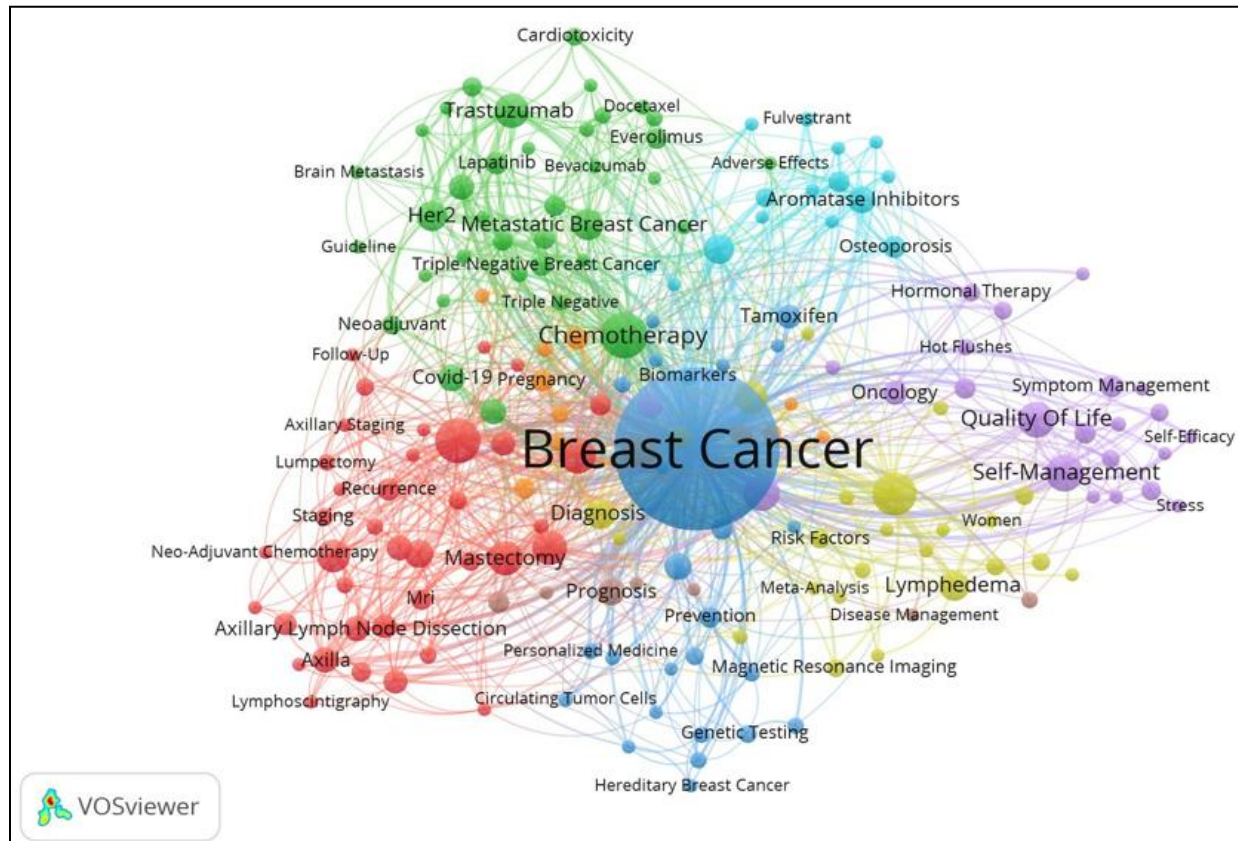 Cardiotoxicity
Trastuzumab
Docetaxel
Fulvestrant
Everolimus
Lapatinib
Bevacizumab
Adverse Effects
Brain Metastasis
Aromatase Inhibitors
Her2
Metastatic Breast Cancer
Guideline
Osteoporosis
Triple Negative Breast Cancer
Hormonal Therapy
Triple Negative
Tamoxifen
Neoadjuvant
Chemotherapy
Hot Flushes
Follow-Up
Covid-19
Pregnancy
Biomarkers
Oncology
Symptom Management
Quality Of Life
Axillary Staging
Breast Cancer
Self-Efficacy
Lumpectomy
Self-Management
Recurrence
Stress
Staging
Diagnosis
Women
Risk Factors
Neo-Adjuvant Chemotherapy
Mastectomy
Lymphedema
Meta-Analysis
Prognosis
Mri
Disease Management
Prevention
Axillary Lymph Node Dissection
Personalized Medicine
Axilla
Magnetic Resonance Imaging
Lymphoscintigraphy
Circulating Tumor Cells
Genetic Testing
Hereditary Breast Cancer
VOSviewer